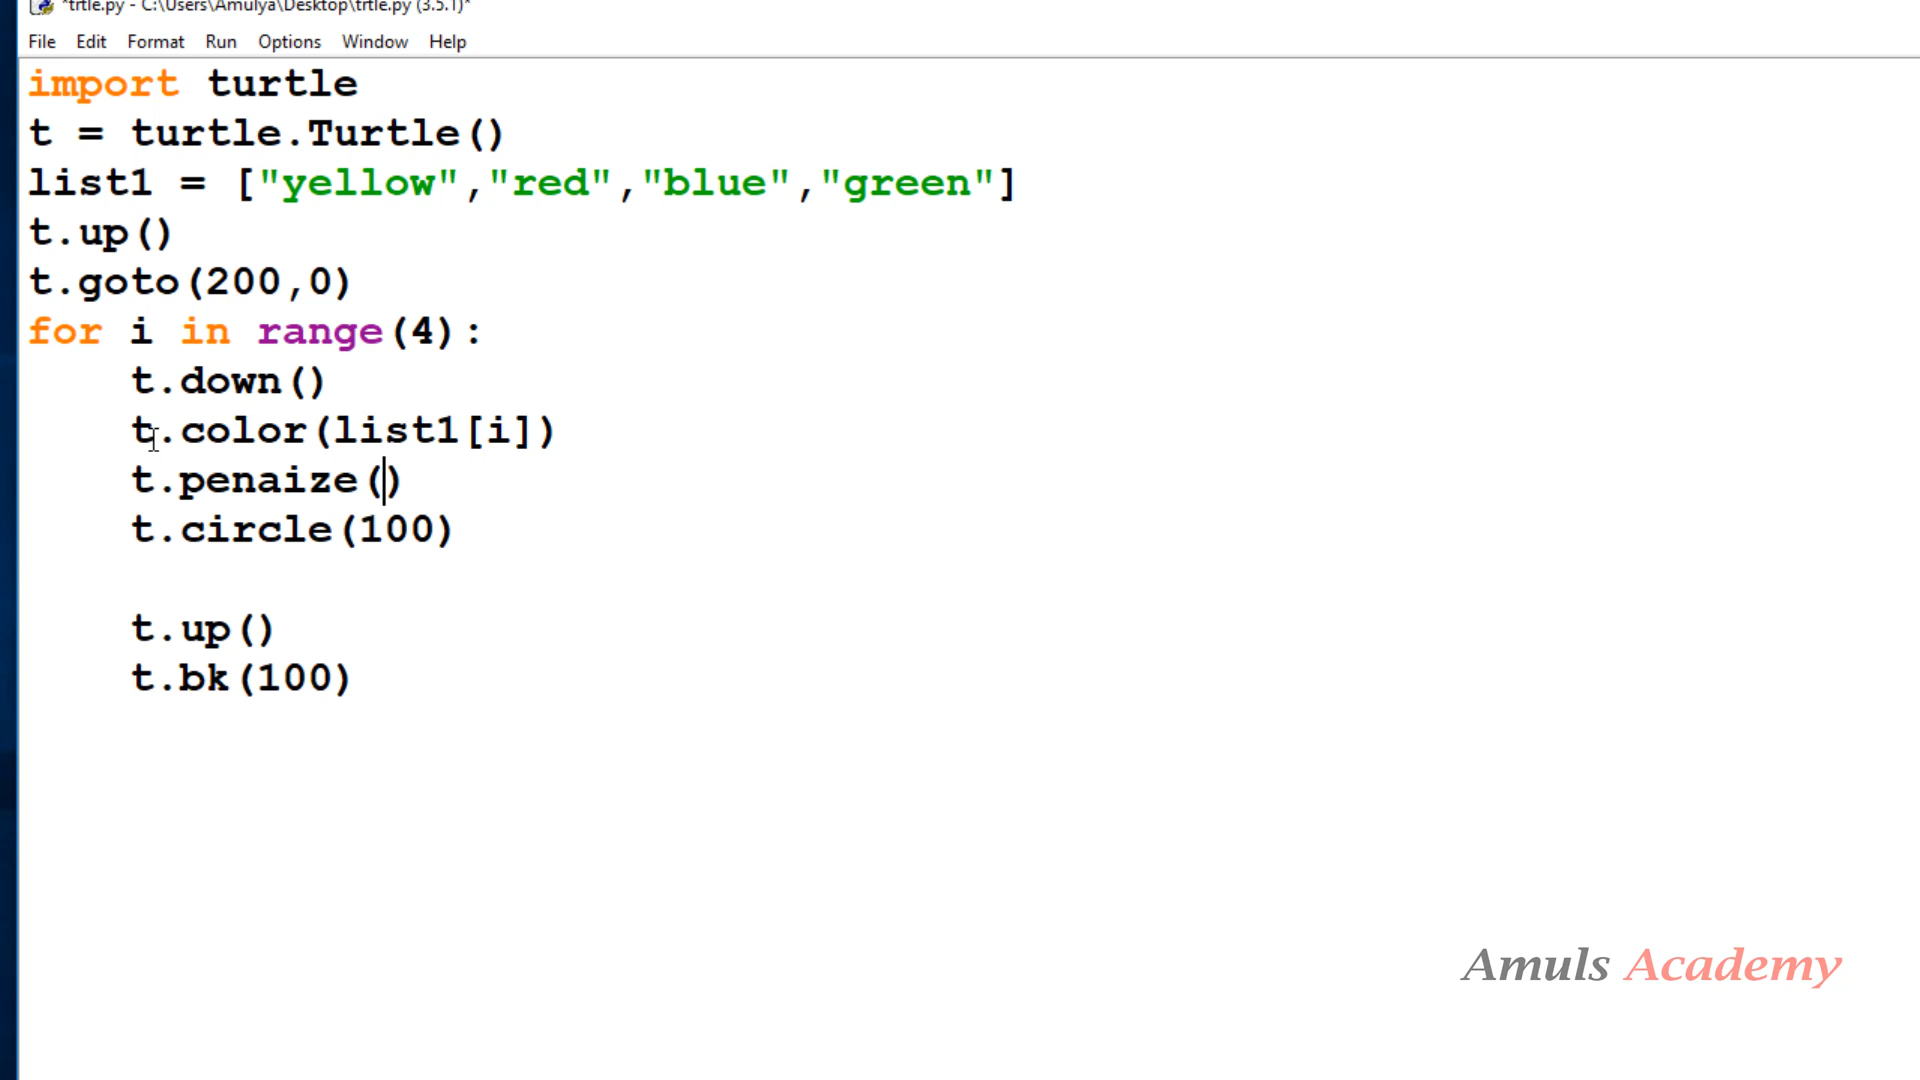 *trtle.py - C:\Users\Amulya\Desktop\trtle.py (3.5.1)*
File Edit Format Run Options Window Help
import turtle
t = turtle.Turtle()
list1 = ["yellow","red","blue","green"]
t.up()
t.goto(200,0)
for i in range(4):
    t.down()
    t.color(list1[i])
    t.penaize()
    t.circle(100)
    t.up()
    t.bk(100)
Amuls Academy